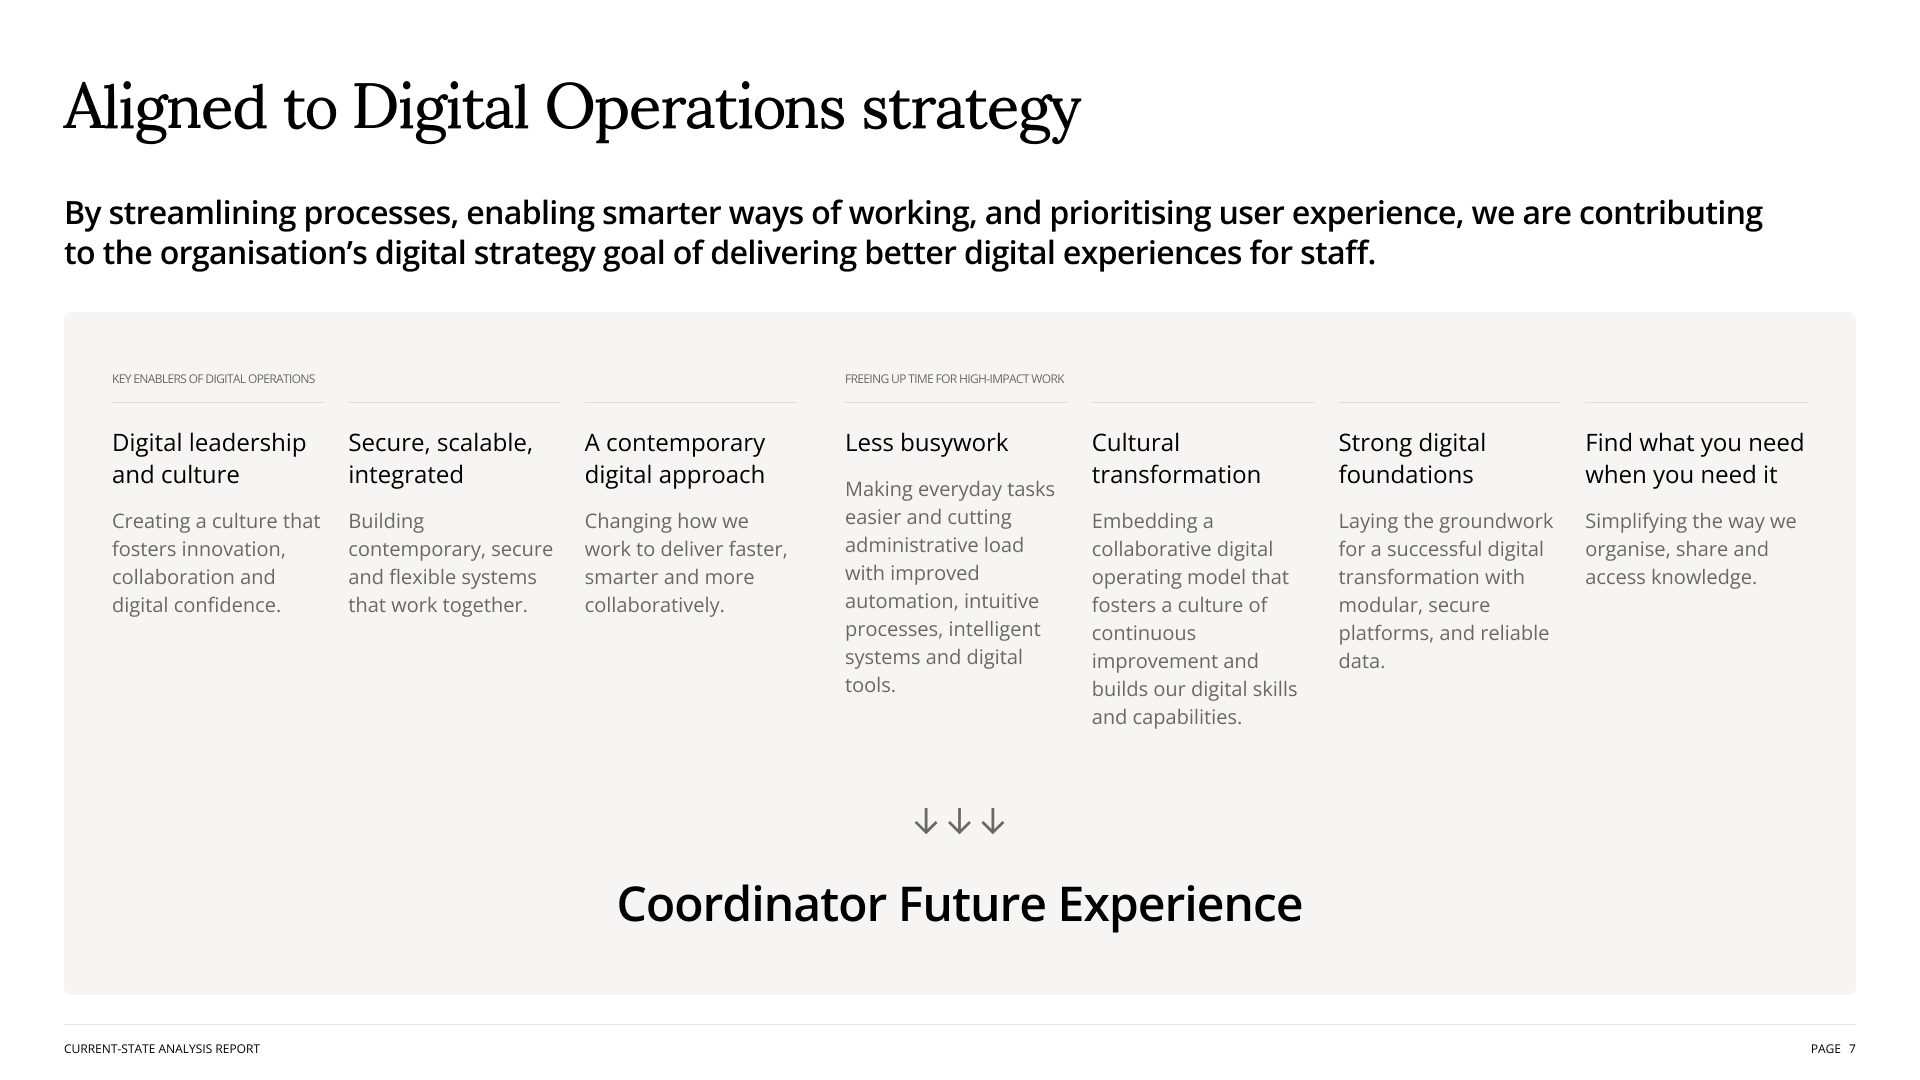 Aligned to Digital Operations strategy
By streamlining processes, enabling smarter ways of working, and prioritising user experience, we are contributing
to the organisation’s digital strategy goal of delivering better digital experiences for staff.
KEY ENABLERS OF DIGITAL OPERATIONS
Digital leadership
and culture
Creating a culture that
fosters innovation,
collaboration and
digital confidence.
Secure, scalable,
integrated
Building
contemporary, secure
and flexible systems
that work together.
A contemporary
digital approach
Changing how we
work to deliver faster,
smarter and more
collaboratively.
FREEING UP TIME FOR HIGH-IMPACT WORK
Less busywork
Making everyday tasks
easier and cutting
administrative load
with improved
automation, intuitive
processes, intelligent
systems and digital
tools.
Cultural
transformation
Embedding a
collaborative digital
operating model that
fosters a culture of
continuous
improvement and
builds our digital skills
and capabilities.
Strong digital
foundations
Laying the groundwork
for a successful digital
transformation with
modular, secure
platforms, and reliable
data.
Find what you need
when you need it
Simplifying the way we
organise, share and
access knowledge.
↓ ↓ ↓
Coordinator Future Experience
CURRENT-STATE ANALYSIS REPORT
PAGE 7